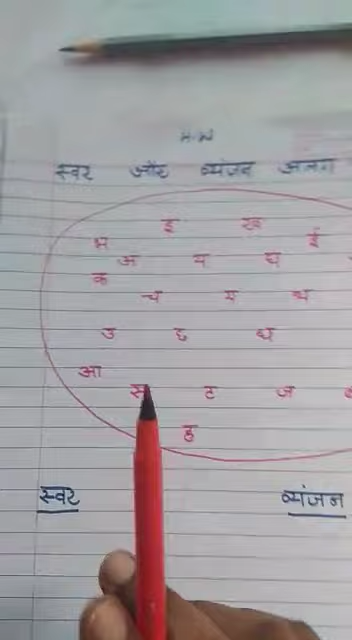 H.W
स्वर और व्यंजन अलग
इ ख
भ ई
अ य घ
क
च म थ
उ ध
आ
स ट ज
ह
स्वर व्यंजन